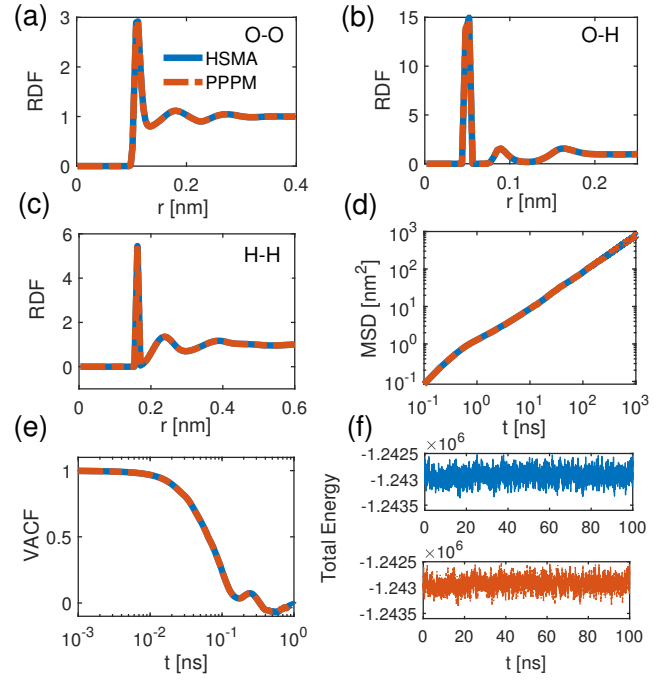 (a)
O-O
HSMA
PPPM
RDF
3
2
1
0
0 0.2 0.4
r [nm]
(b)
O-H
RDF
15
10
5
0
0 0.1 0.2
r [nm]
(c)
H-H
RDF
6
4
2
0
0 0.2 0.4 0.6
r [nm]
(d)
MSD [nm²]
10³
10²
10¹
10⁰
10⁻¹
10⁻¹ 10⁰ 10¹ 10² 10³
t [ns]
(e)
VACF
1
0.5
0
10⁻³ 10⁻² 10⁻¹ 10⁰
t [ns]
(f)
Total Energy
×10⁶
-1.2425
-1.243
-1.2435
0 20 40 60 80 100
×10⁶
-1.2425
-1.243
-1.2435
0 20 40 60 80 100
t [ns]